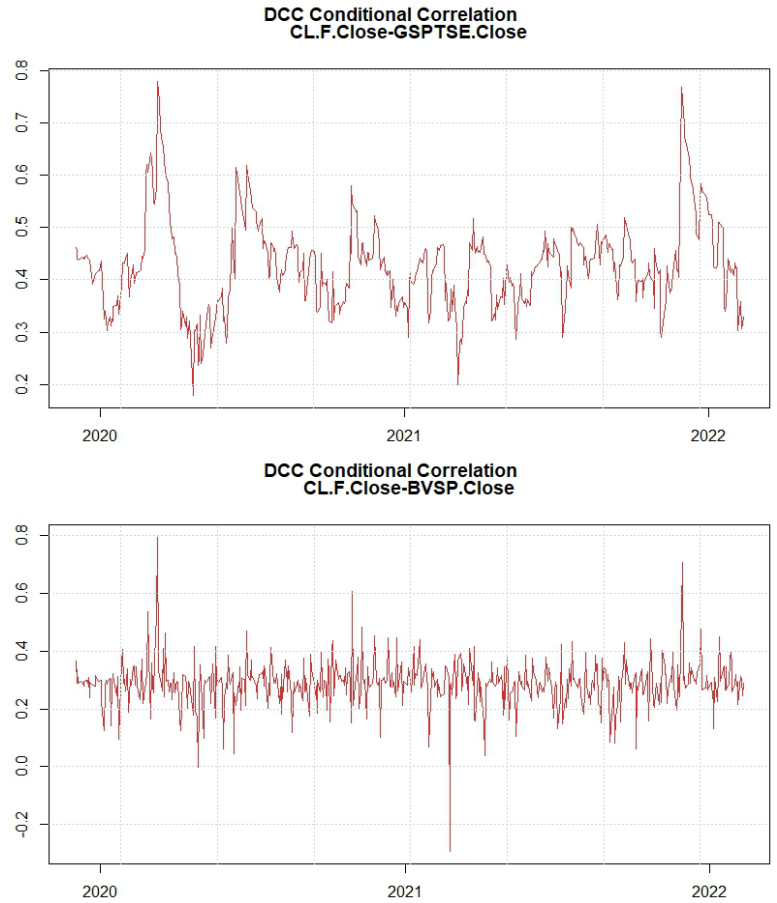 DCC Conditional Correlation
CL.F.Close-GSPTSE.Close
0.8
0.7
0.6
0.5
0.4
0.3
0.2
2020 2021 2022
DCC Conditional Correlation
CL.F.Close-BVSP.Close
0.8
0.6
0.4
0.2
0.0
-0.2
2020 2021 2022